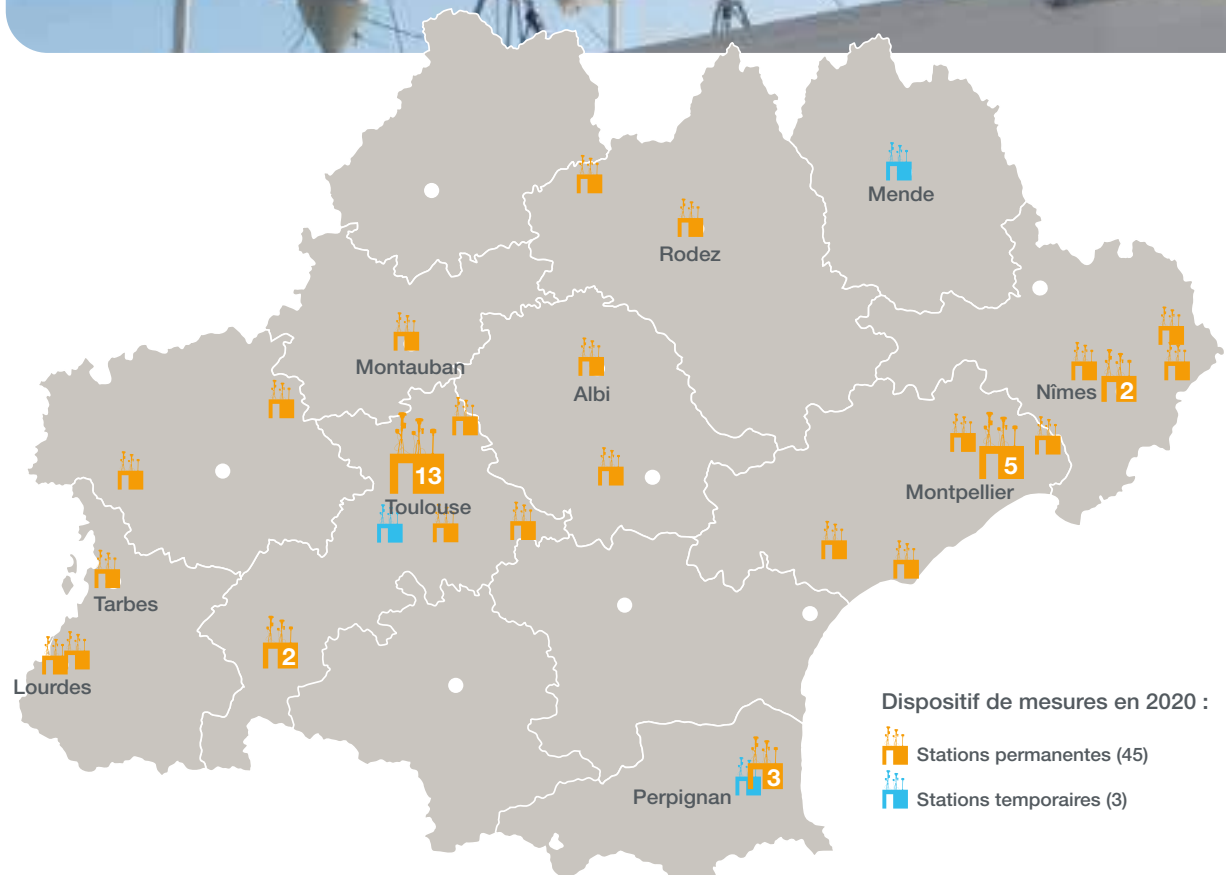 Mende
Rodez
Montauban
Albi
Nîmes
2
13
Toulouse
5
Montpellier
Tarbes
2
Lourdes
Perpignan
3
Dispositif de mesures en 2020 :
Stations permanentes (45)
Stations temporaires (3)